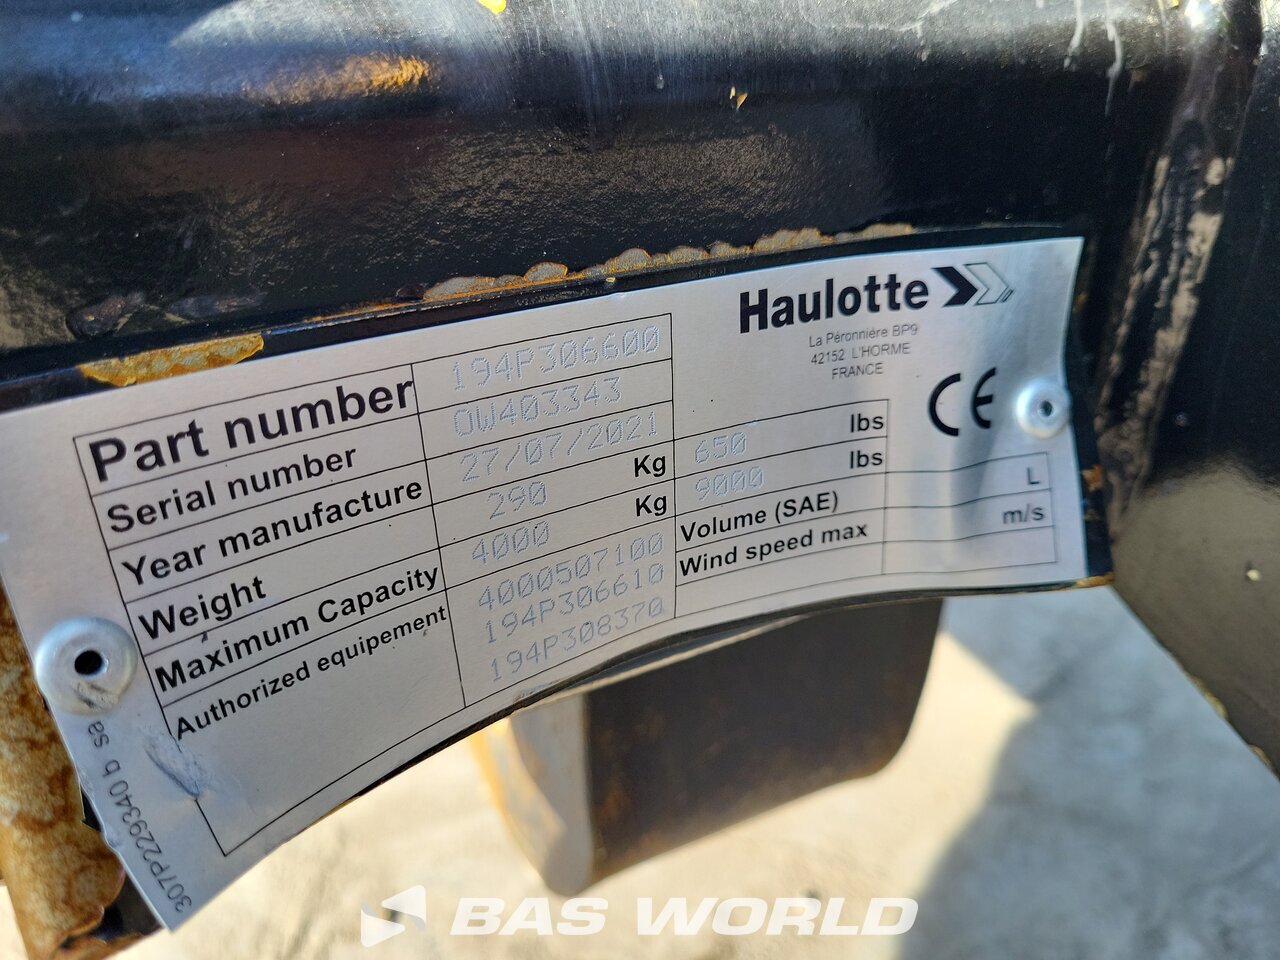 Haulotte
La Péronnière BP9
42152 L'HORME
FRANCE
CE
Part number 194P306600
Serial number OW403343
Year manufacture 27/07/2021
Weight 290 Kg 650 lbs
Maximum Capacity 4000 Kg 9000 lbs
Authorized equipement 4000507100
194P306610
194P308370
Volume (SAE) L
Wind speed max m/s
307P229340 b sa
BAS WORLD